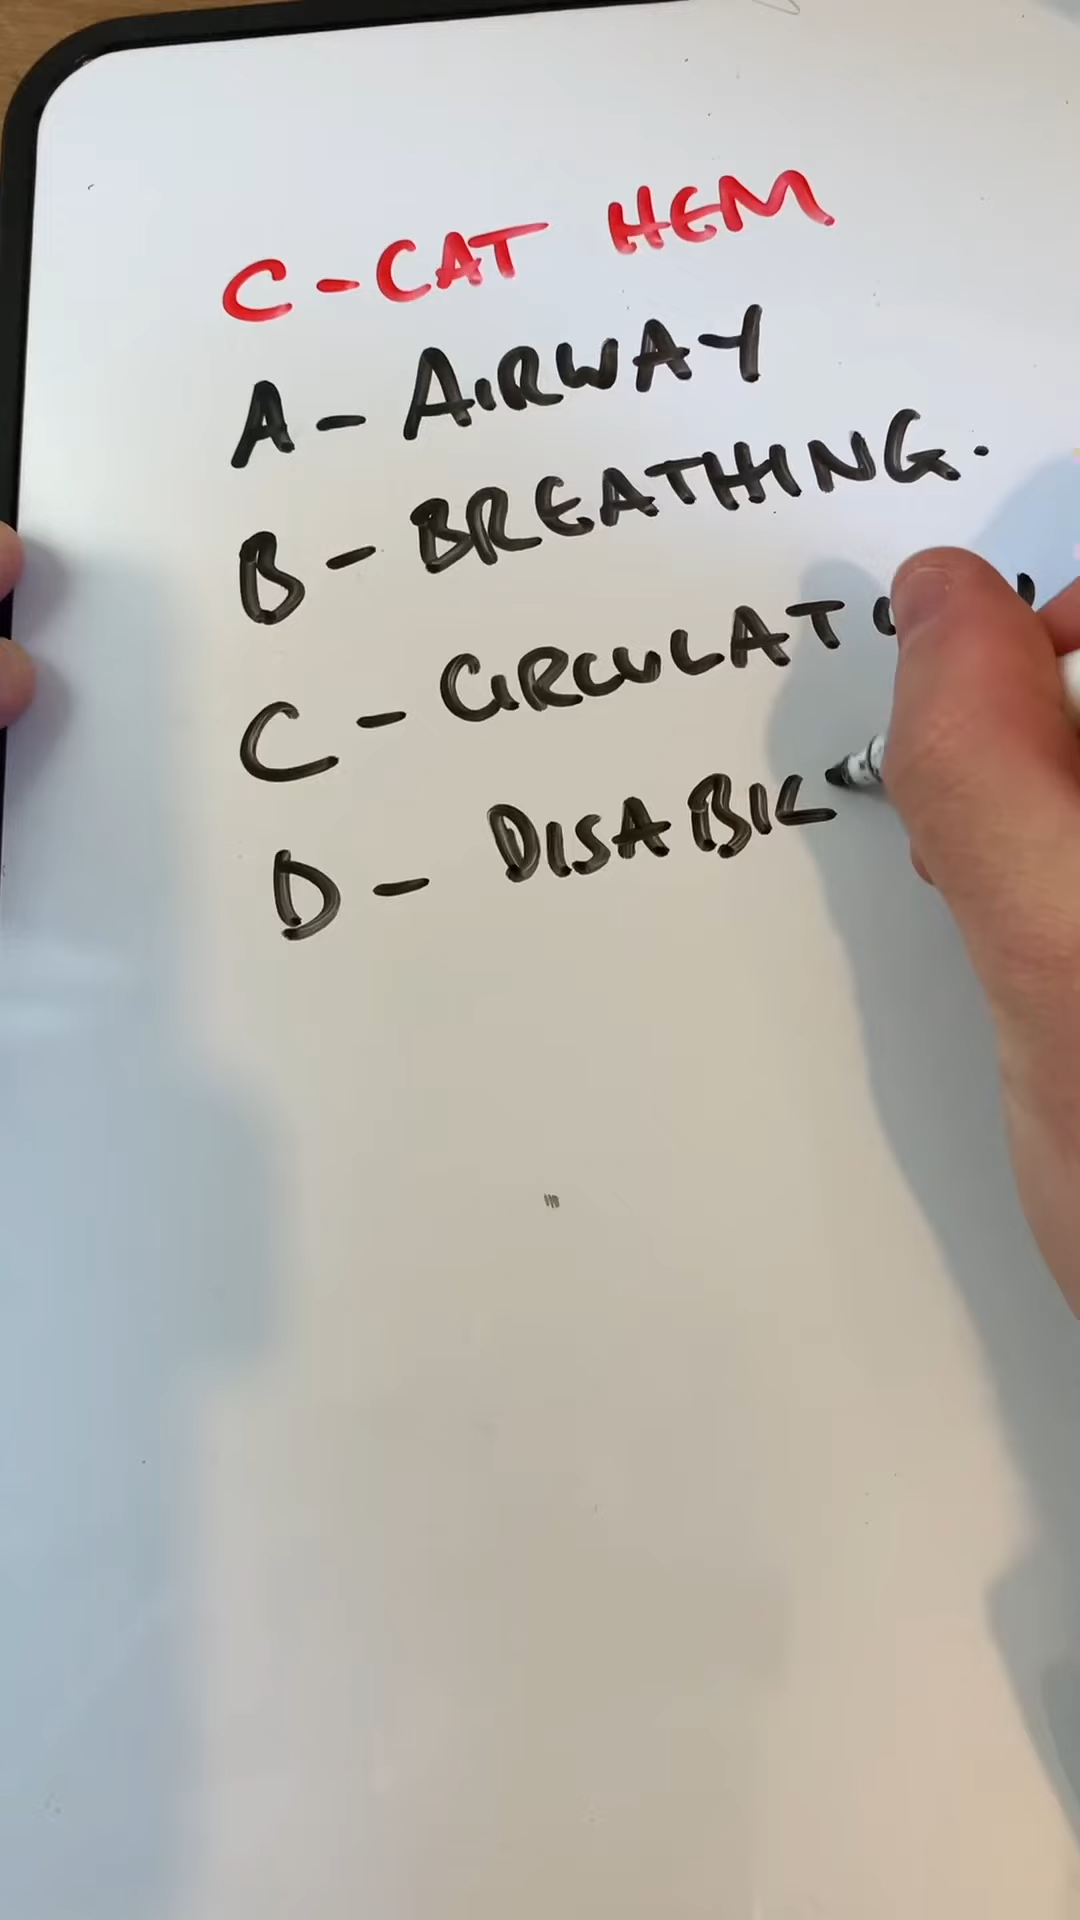 C - CAT HEM
A - AIRWAY
B - BREATHING.
C - CIRCULAT
D - DISABIL